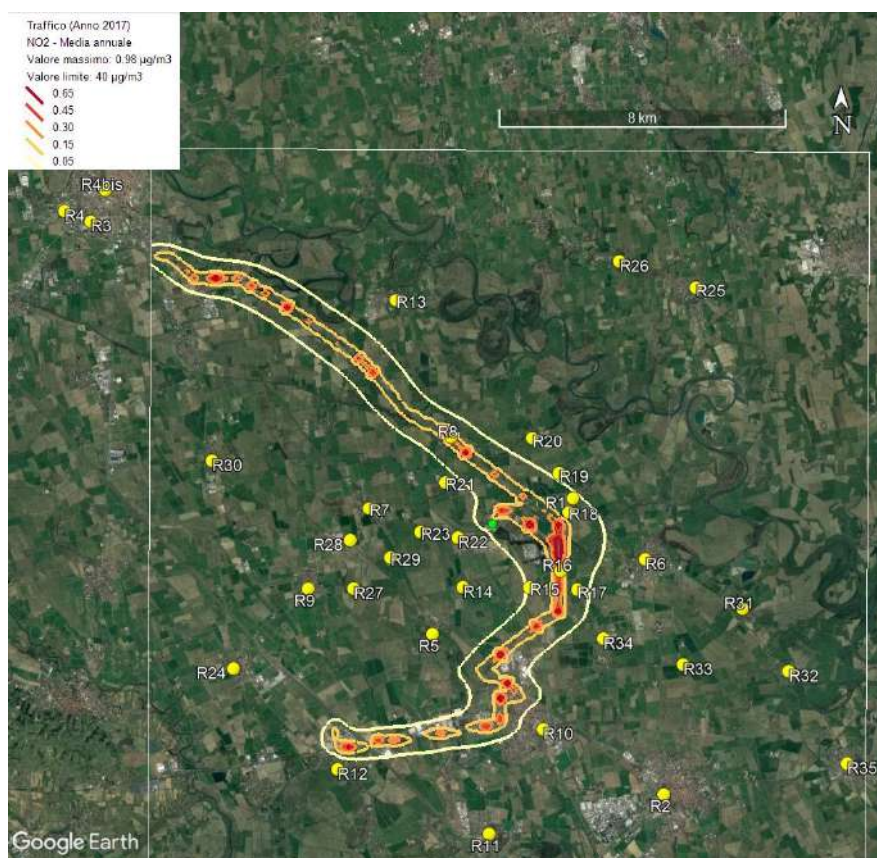 Traffico (Anno 2017)
NO2 - Media annuale
Valore massimo: 0.98 µg/m3
Valore limite: 40 µg/m3
0.65
0.45
0.30
0.15
0.05
8 km
N
R4bis
R4
R3
R26
R25
R13
R8
R20
R30
R19
R21
R1
R7
R18
R23
R22
R28
R29
R16
R6
R9
R27
R14
R15
R17
R31
R5
R34
R24
R33
R32
R10
R12
R35
R2
R11
Google Earth